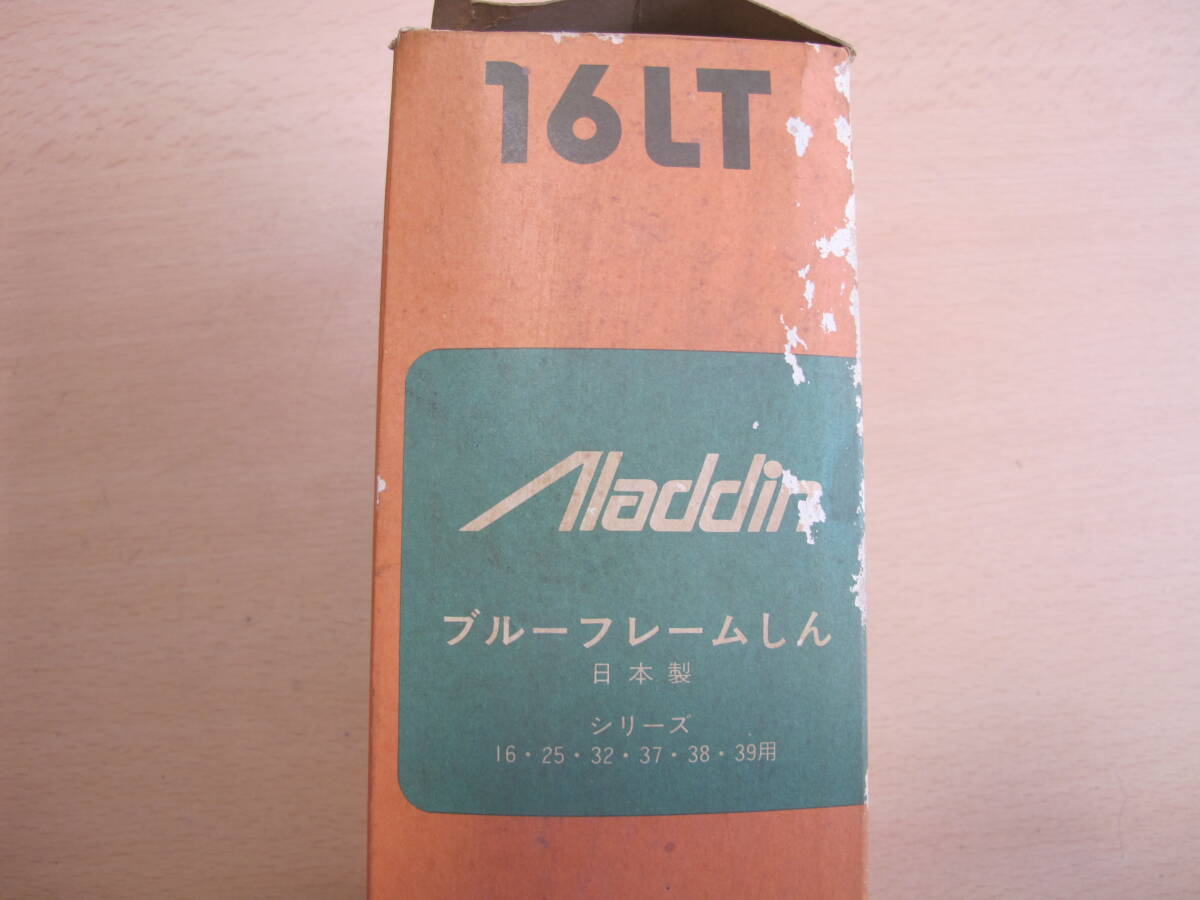 16LT
Aladdin
ブルーフレームしん
日本製
シリーズ
16・25・32・37・38・39用